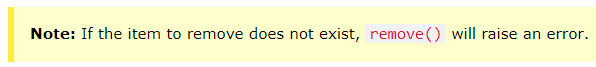 Note: If the item to remove does not exist, remove() will raise an error.